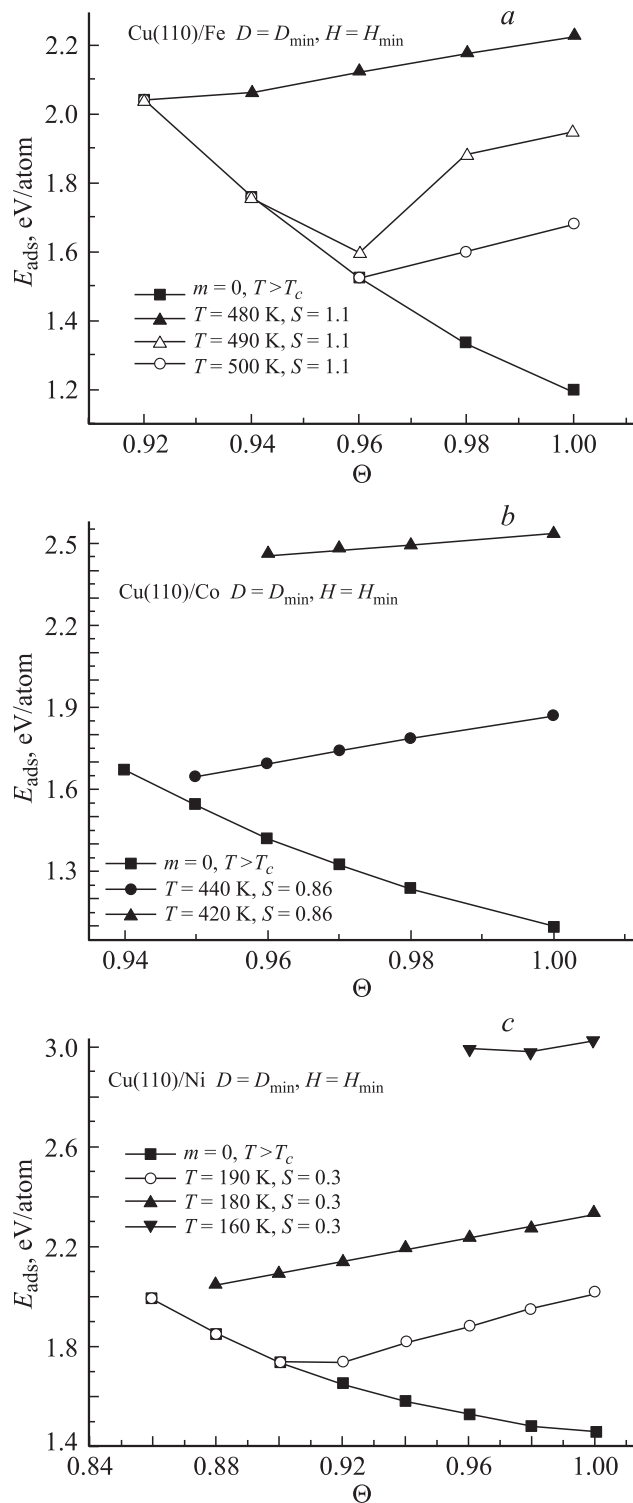 a
Cu(110)/Fe D = Dmin, H = Hmin
2.2
2.0
1.8
1.6
1.4
1.2
Eads, eV/atom
m = 0, T > Tc
T = 480 K, S = 1.1
T = 490 K, S = 1.1
T = 500 K, S = 1.1
0.92 0.94 0.96 0.98 1.00
Θ
b
2.5
Cu(110)/Co D = Dmin, H = Hmin
2.2
1.9
1.6
1.3
Eads, eV/atom
m = 0, T > Tc
T = 440 K, S = 0.86
T = 420 K, S = 0.86
0.94 0.96 0.98 1.00
Θ
c
3.0
Cu(110)/Ni D = Dmin, H = Hmin
2.6
2.2
1.8
1.4
Eads, eV/atom
m = 0, T > Tc
T = 190 K, S = 0.3
T = 180 K, S = 0.3
T = 160 K, S = 0.3
0.84 0.88 0.92 0.96 1.00
Θ